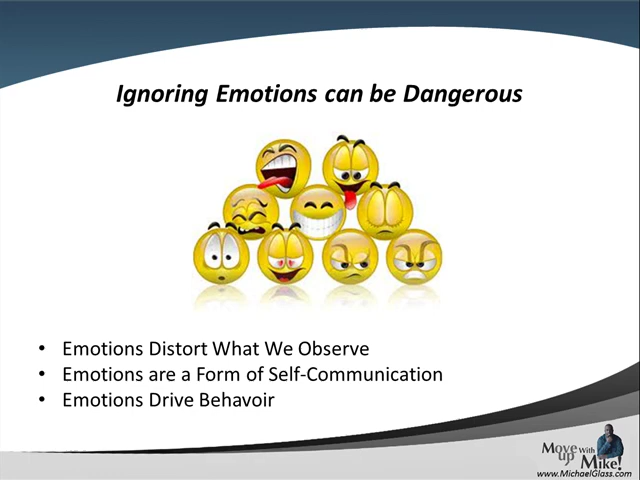 Ignoring Emotions can be Dangerous
• Emotions Distort What We Observe
• Emotions are a Form of Self-Communication
• Emotions Drive Behavoir
Move up With Mike!
www.MichaelGlass.com